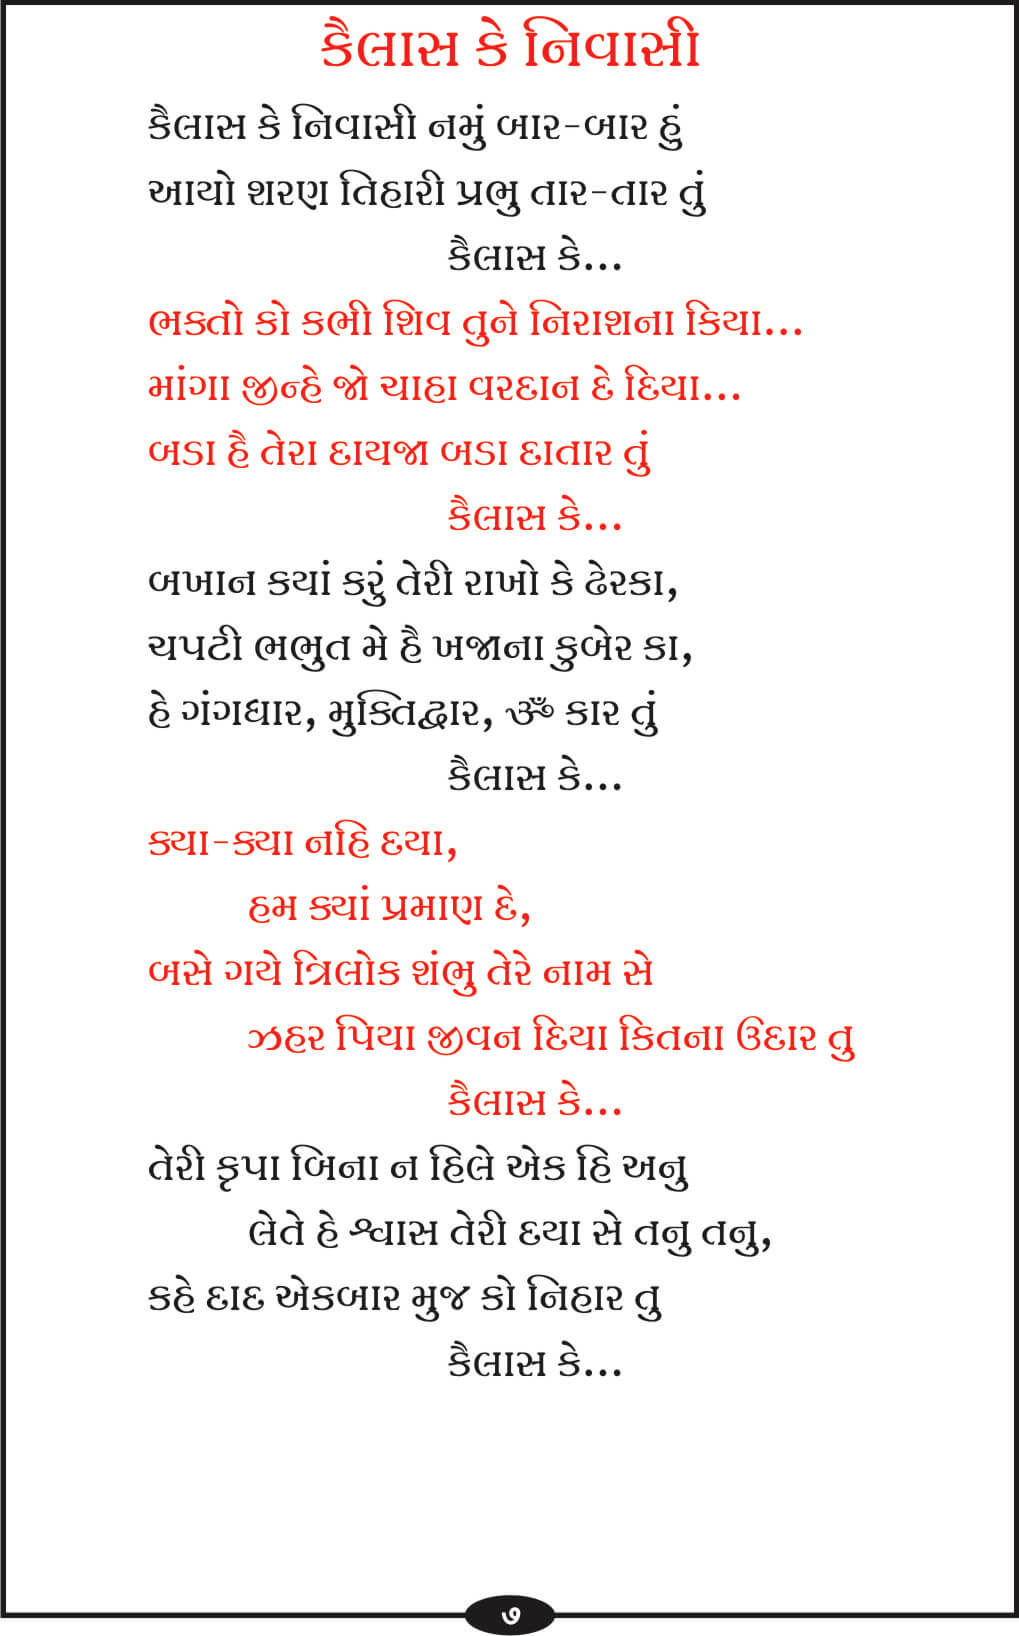 કૈલાસ કે નિવાસી
કૈલાસ કે નિવાસી નમું બાર-બાર હું
આયો શરણ તિહારી પ્રભુ તાર-તાર તું
કૈલાસ કે...
ભક્તો કો કભી શિવ તુને નિરાશના કિયા...
માંગા જીન્હે જો ચાહા વરદાન દે દિયા...
બડા હૈ તેરા દાયજા બડા દાતાર તું
કૈલાસ કે...
બખાન કયાં કરું તેરી રાખો કે ઢેરકા,
ચપટી ભભુત મે હૈ ખજાના કુબેર કા,
હે ગંગધાર, મુક્તિદ્વાર, ૐ કાર તું
કૈલાસ કે...
ક્યા-ક્યા નહિ દયા,
હમ ક્યાં પ્રમાણ દે,
બસે ગયે ત્રિલોક શંભુ તેરે નામ સે
ઝહર પિયા જીવન દિયા કિતના ઉદાર તુ
કૈલાસ કે...
તેરી કૃપા બિના ન હિલે એક હિ અનુ
લેતે હે શ્વાસ તેરી દયા સે તનુ તનુ,
કહે દાદ એકબાર મુજ કો નિહાર તુ
કૈલાસ કે...
૭